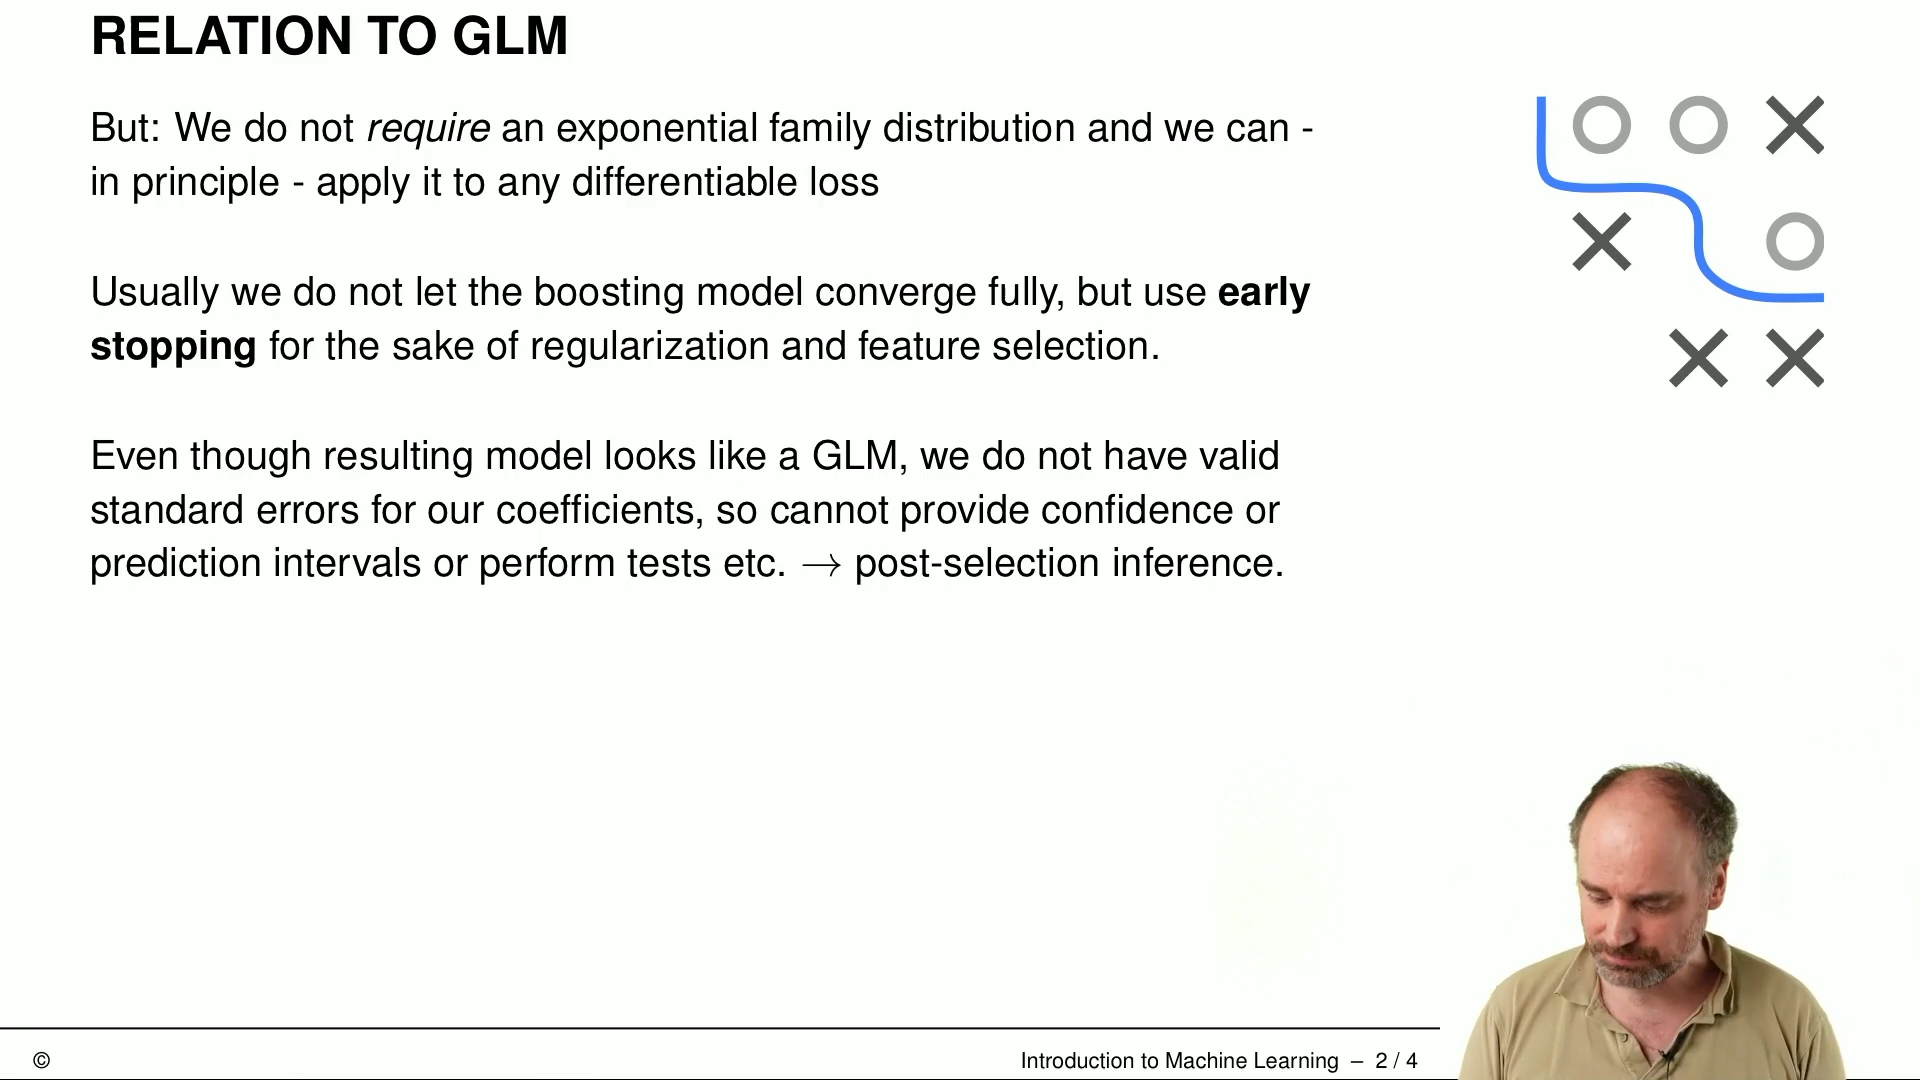 RELATION TO GLM
But: We do not require an exponential family distribution and we can -
in principle - apply it to any differentiable loss
Usually we do not let the boosting model converge fully, but use early
stopping for the sake of regularization and feature selection.
Even though resulting model looks like a GLM, we do not have valid
standard errors for our coefficients, so cannot provide confidence or
prediction intervals or perform tests etc. → post-selection inference.
© Introduction to Machine Learning – 2 / 4